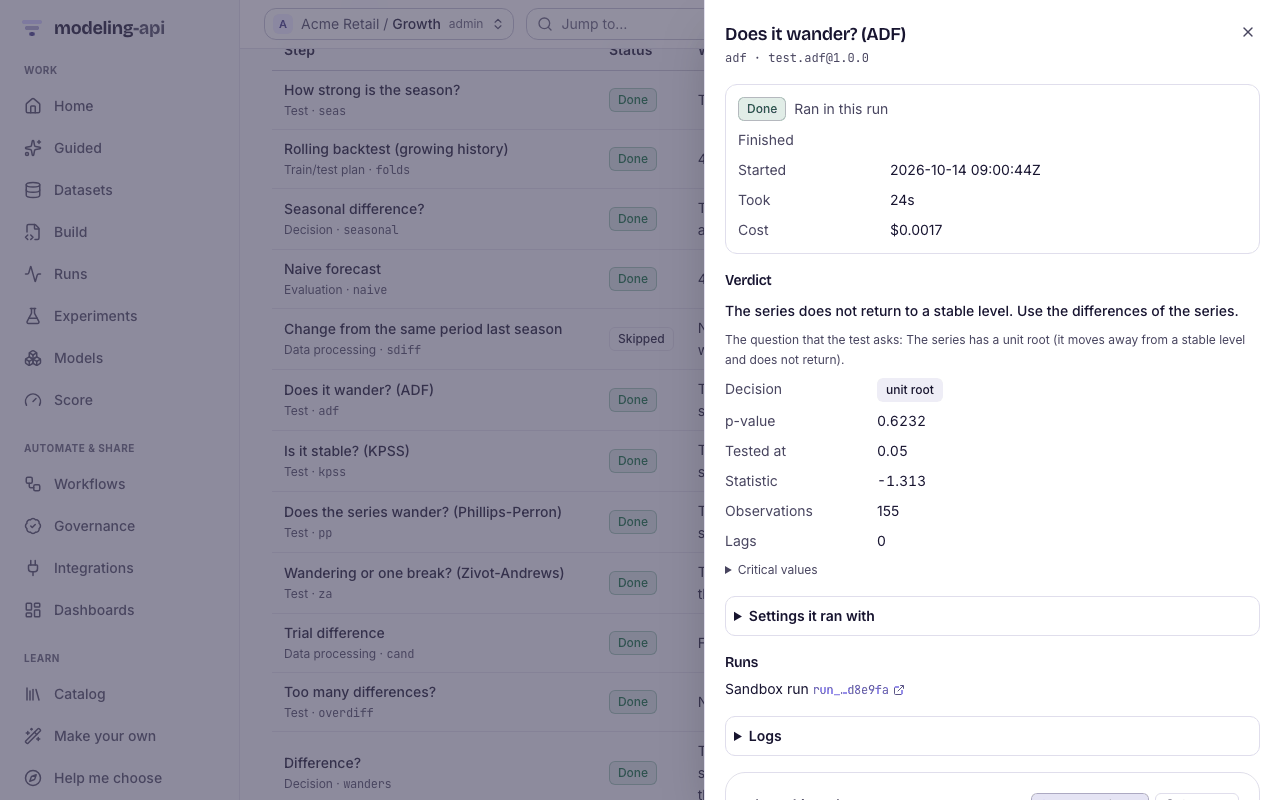 modeling-api
A Acme Retail / Growth admin
Jump to...
WORK
Home
Guided
Datasets
Build
Runs
Experiments
Models
Score
AUTOMATE & SHARE
Workflows
Governance
Integrations
Dashboards
LEARN
Catalog
Make your own
Help me choose
Step Status
How strong is the season? Done
Test · seas
Rolling backtest (growing history) Done
Train/test plan · folds
Seasonal difference? Done
Decision · seasonal
Naive forecast Done
Evaluation · naive
Change from the same period last season Skipped
Data processing · sdiff
Does it wander? (ADF) Done
Test · adf
Is it stable? (KPSS) Done
Test · kpss
Does the series wander? (Phillips-Perron) Done
Test · pp
Wandering or one break? (Zivot-Andrews) Done
Test · za
Trial difference Done
Data processing · cand
Too many differences? Done
Test · overdiff
Difference? Done
Decision · wanders
Does it wander? (ADF)
adf · test.adf@1.0.0
Done Ran in this run
Finished
Started 2026-10-14 09:00:44Z
Took 24s
Cost $0.0017
Verdict
The series does not return to a stable level. Use the differences of the series.
The question that the test asks: The series has a unit root (it moves away from a stable level
and does not return).
Decision unit root
p-value 0.6232
Tested at 0.05
Statistic -1.313
Observations 155
Lags 0
Critical values
Settings it ran with
Runs
Sandbox run run_…d8e9fa
Logs